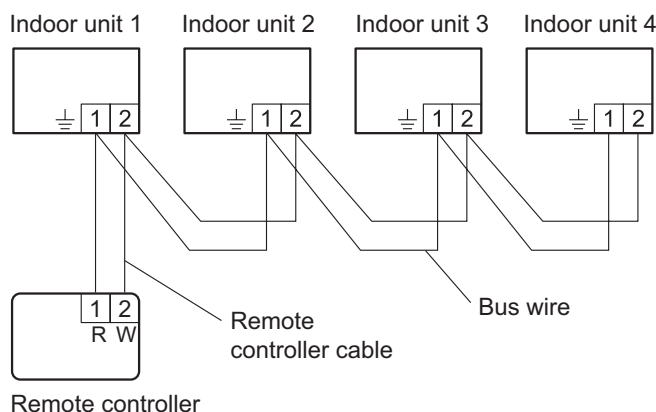 Indoor unit 1 Indoor unit 2 Indoor unit 3 Indoor unit 4
1 2 1 2 1 2 1 2
1 2
R W
Remote
controller cable
Bus wire
Remote controller